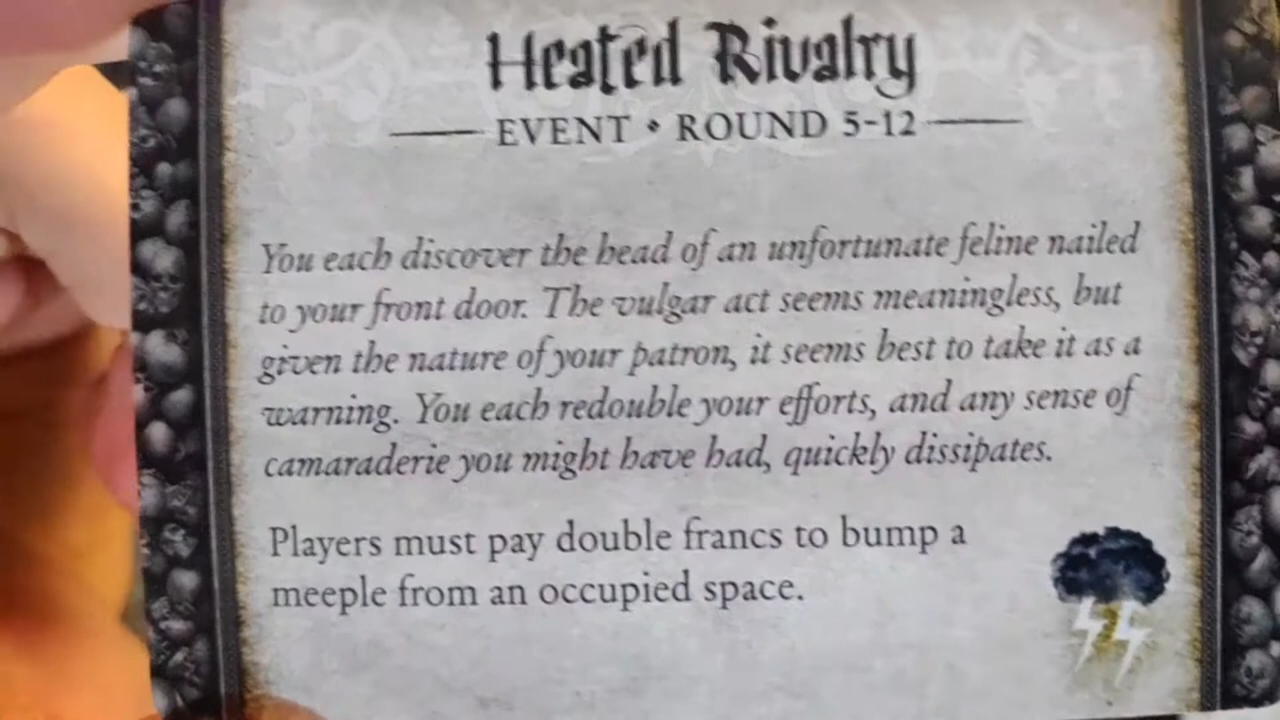 Heated Rivalry
EVENT • ROUND 5-12
You each discover the head of an unfortunate feline nailed
to your front door. The vulgar act seems meaningless, but
given the nature of your patron, it seems best to take it as a
warning. You each redouble your efforts, and any sense of
camaraderie you might have had, quickly dissipates.
Players must pay double francs to bump a
meeple from an occupied space.